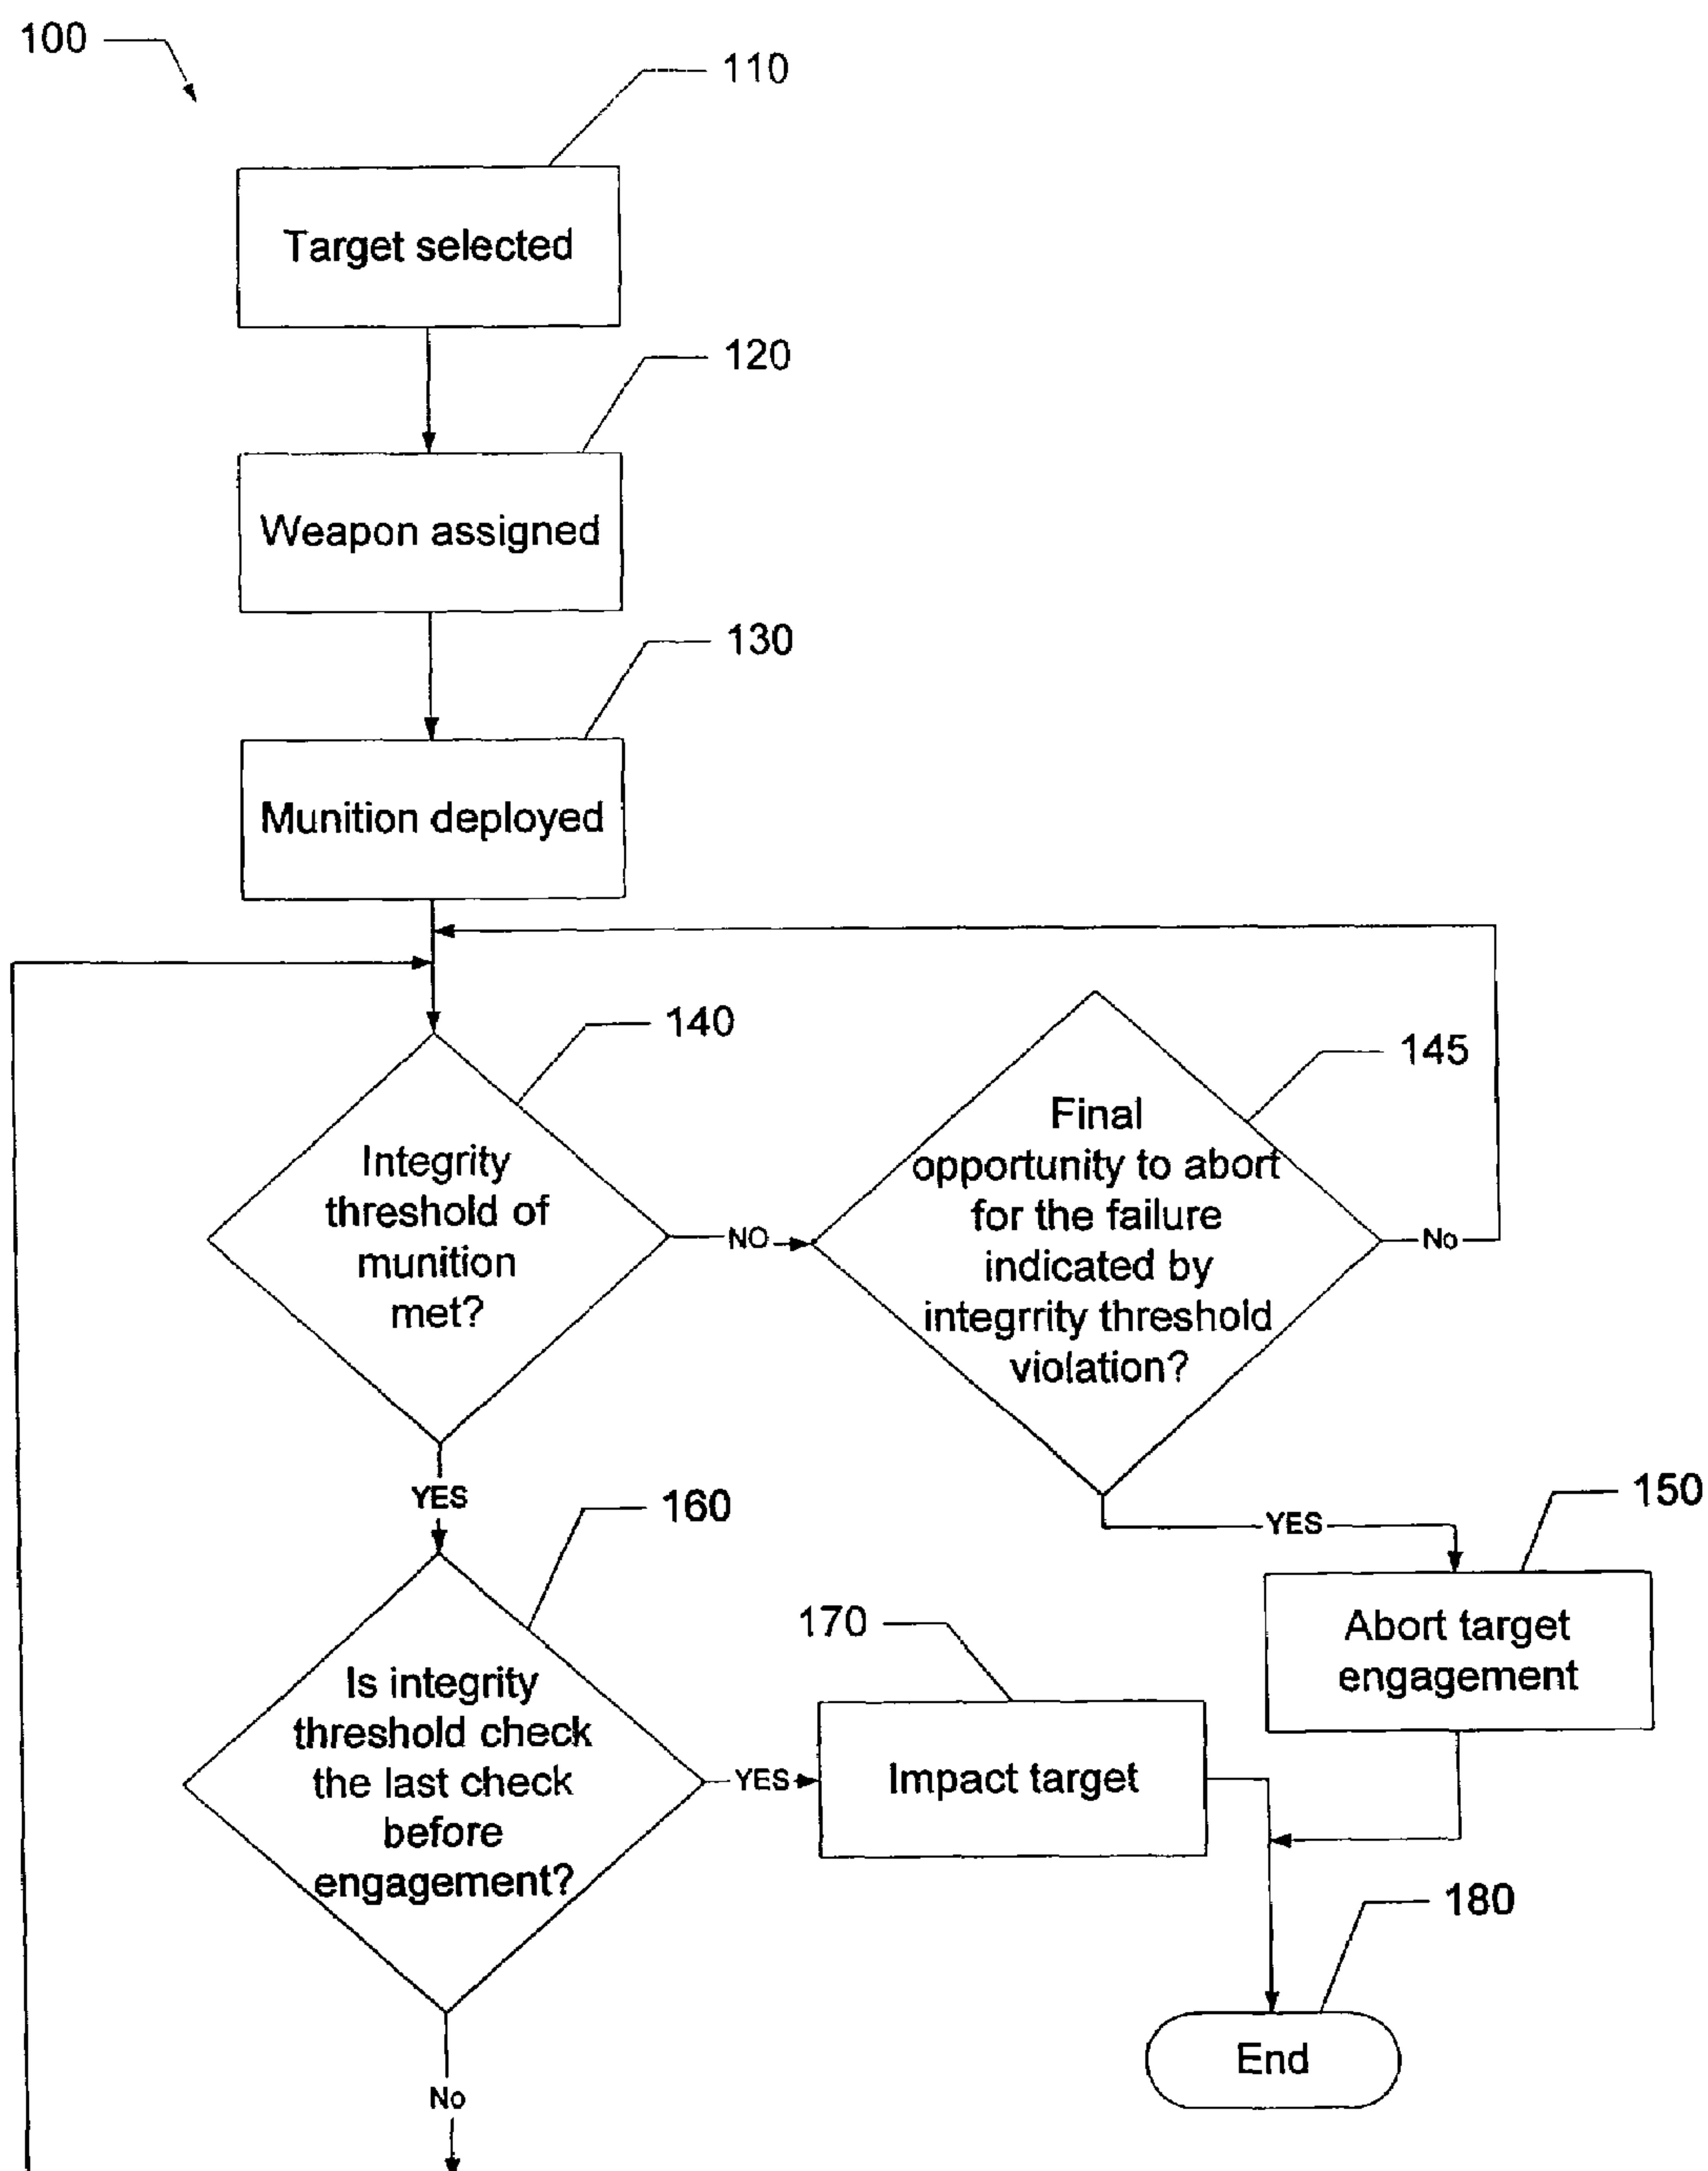 100
110
Target selected
120
Weapon assigned
130
Munition deployed
140
Integrity
threshold of
munition
met?
NO
145
Final
opportunity to abort
for the failure
indicated by
integrrity threshold
violation?
No
YES
YES
150
Abort target
engagement
160
Is integrity
threshold check
the last check
before
engagement?
YES
170
Impact target
180
End
No